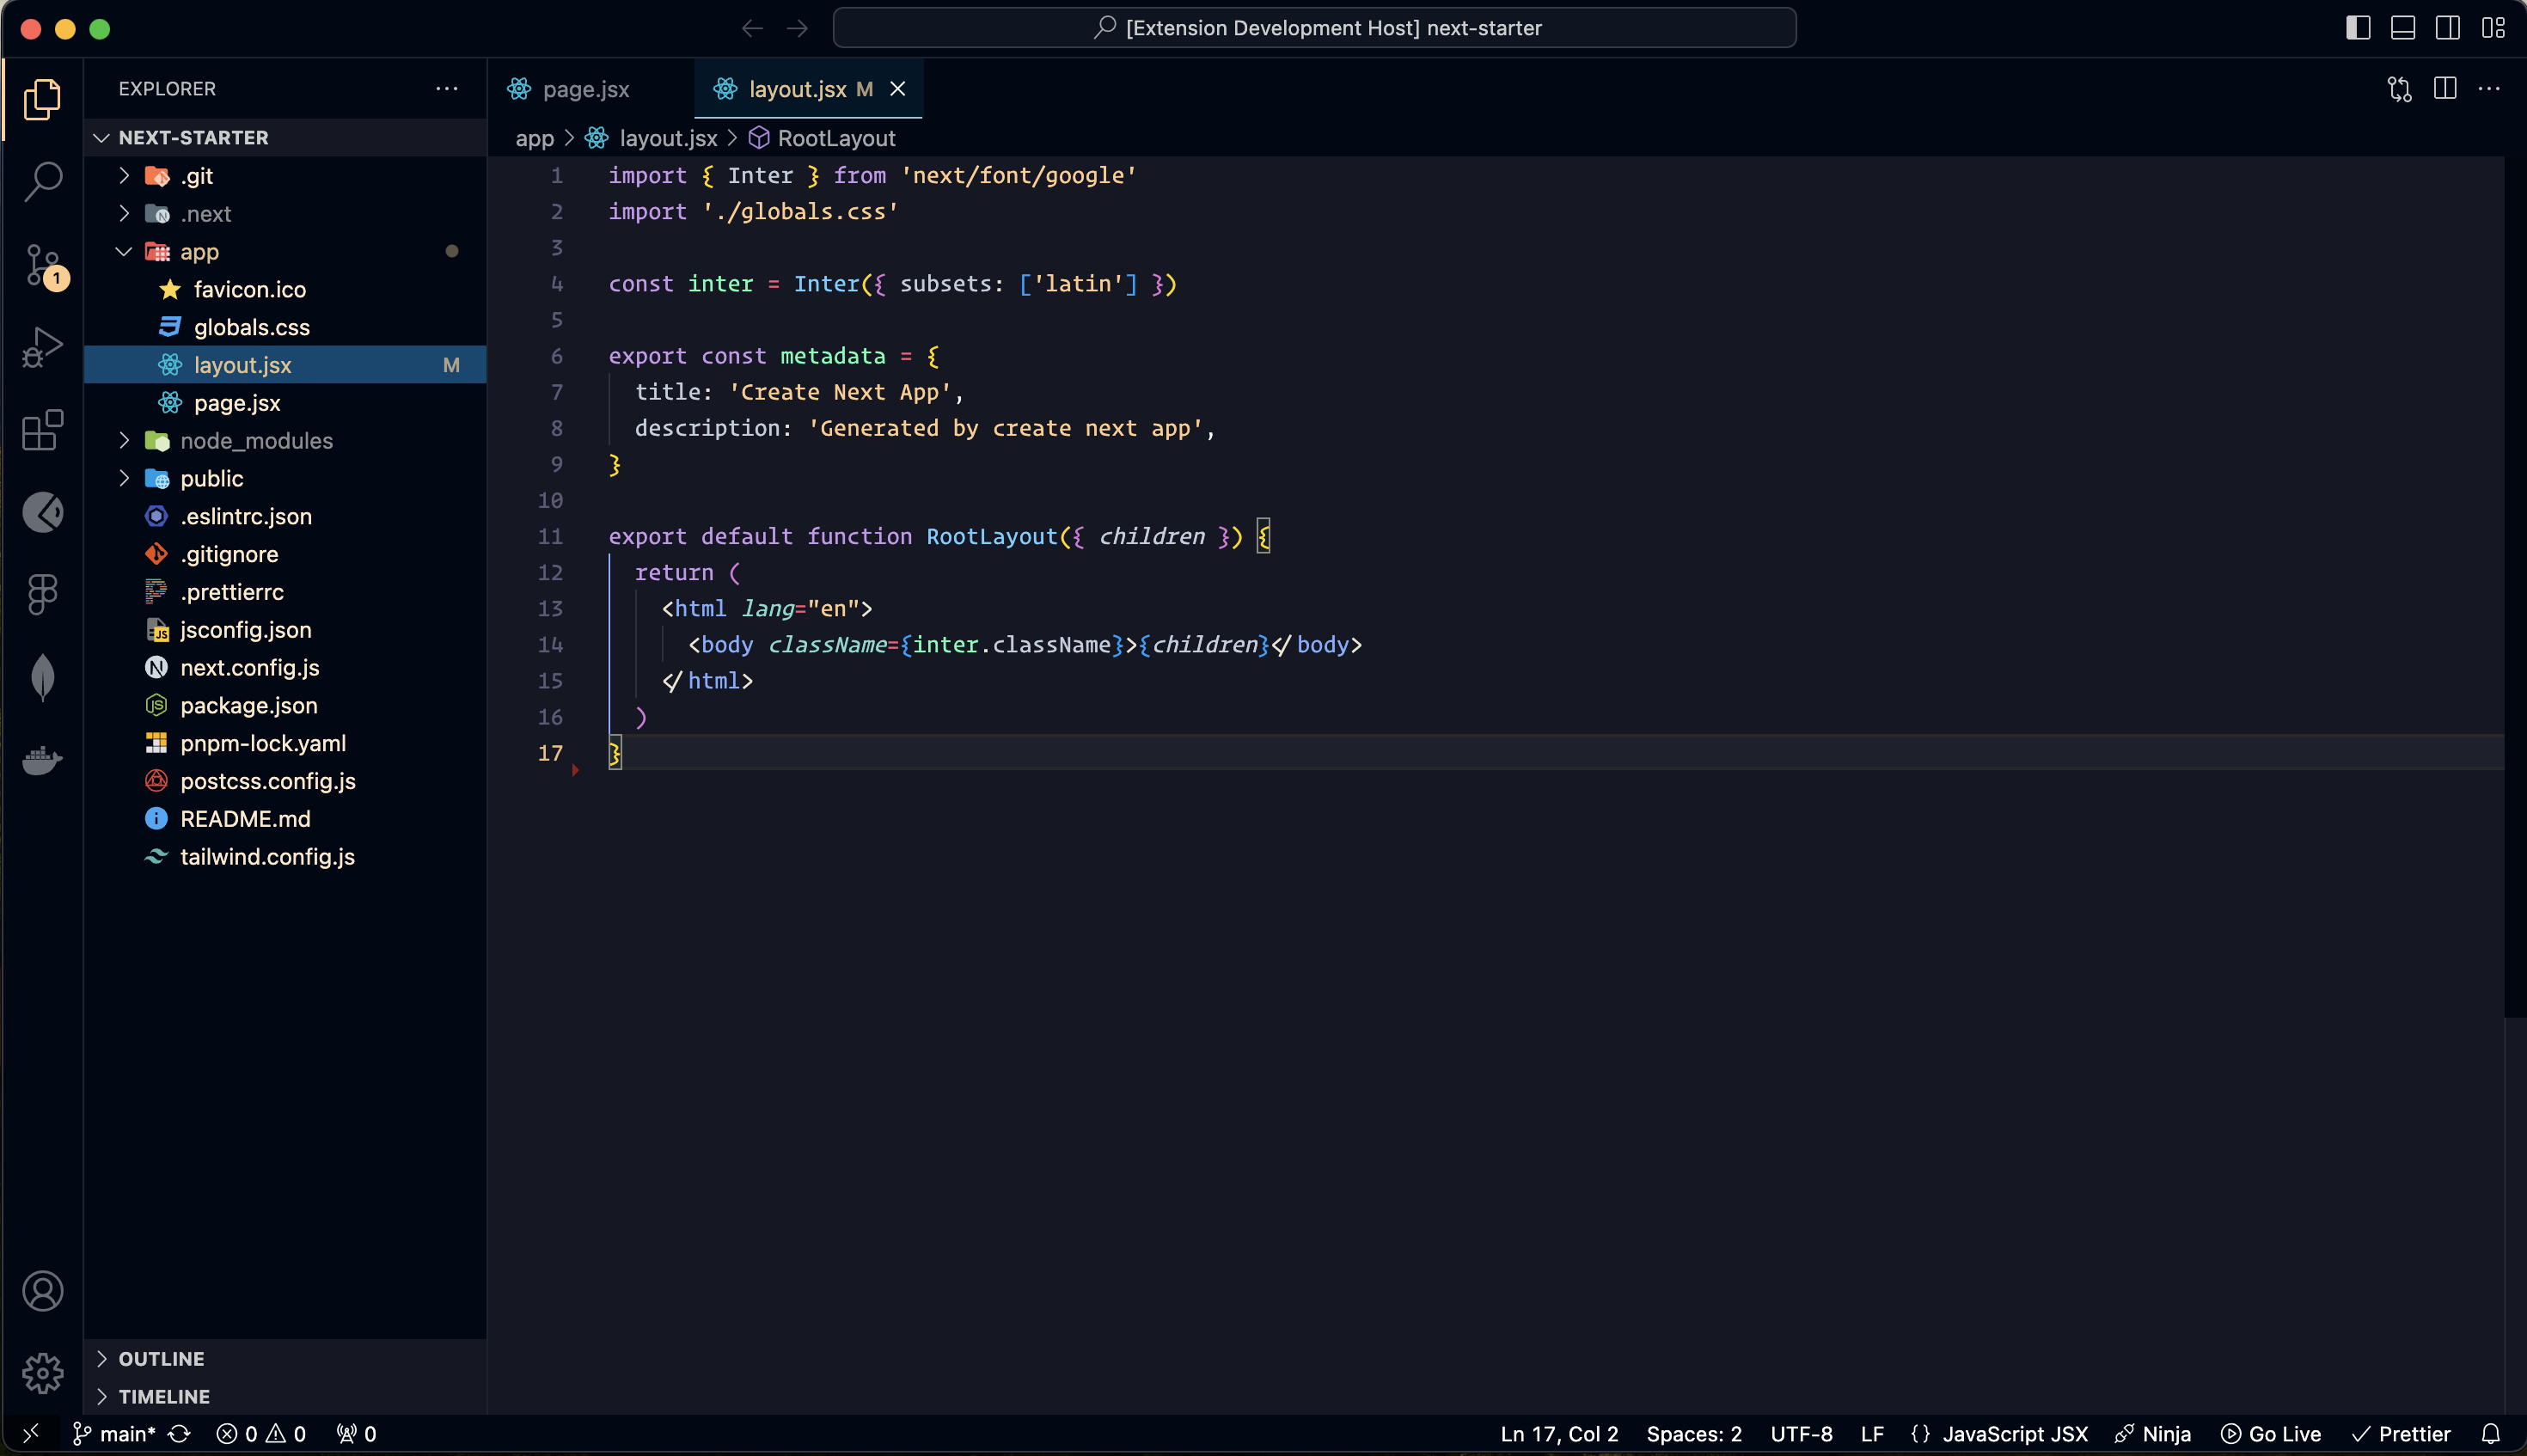 [Extension Development Host] next-starter
EXPLORER
NEXT-STARTER
.git
.next
app
favicon.ico
globals.css
layout.jsx M
page.jsx
node_modules
public
.eslintrc.json
.gitignore
.prettierrc
jsconfig.json
next.config.js
package.json
pnpm-lock.yaml
postcss.config.js
README.md
tailwind.config.js
OUTLINE
TIMELINE
1
page.jsx
layout.jsx M
app > layout.jsx > RootLayout
1 import { Inter } from 'next/font/google'
2 import './globals.css'
3
4 const inter = Inter({ subsets: ['latin'] })
5
6 export const metadata = {
7 title: 'Create Next App',
8 description: 'Generated by create next app',
9 }
10
11 export default function RootLayout({ children }) {
12 return (
13 <html lang="en">
14 <body className={inter.className}>{children}</body>
15 </html>
16 )
17 }
main* 0 0 0 Ln 17, Col 2 Spaces: 2 UTF-8 LF {} JavaScript JSX Ninja Go Live Prettier